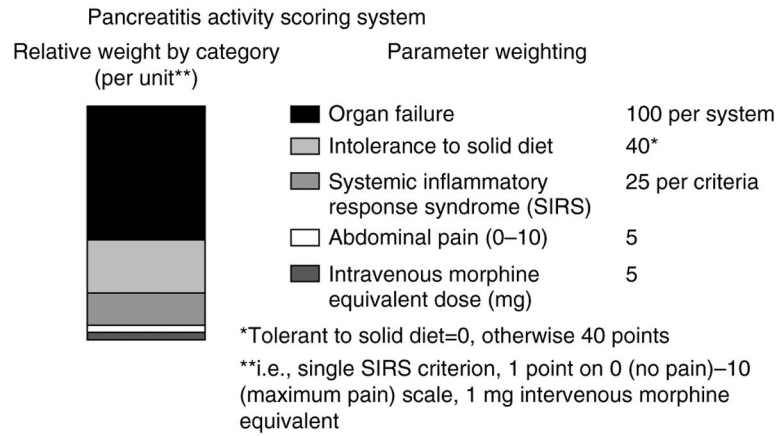 Pancreatitis activity scoring system
Relative weight by category
(per unit**)
Parameter weighting
Organ failure 100 per system
Intolerance to solid diet 40*
Systemic inflammatory 25 per criteria
response syndrome (SIRS)
Abdominal pain (0–10) 5
Intravenous morphine 5
equivalent dose (mg)
*Tolerant to solid diet=0, otherwise 40 points
**i.e., single SIRS criterion, 1 point on 0 (no pain)–10
(maximum pain) scale, 1 mg intervenous morphine
equivalent